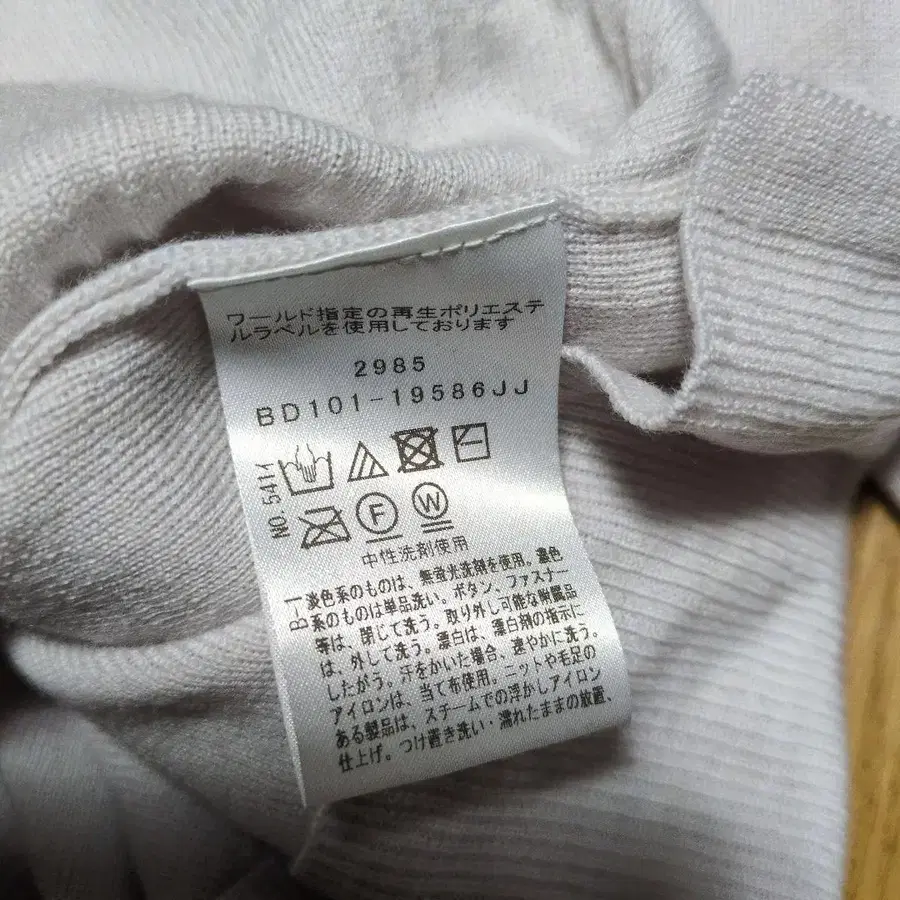 ワールド指定の再生ポリエステ
ルラベルを使用しております
2985
BD101-19586JJ
NO. 5414
F
W
中性洗剤使用
B-1
淡色系のものは、無蛍光洗剤を使用。濃色
系のものは単品洗い。ボタン、ファスナー
等は、閉じて洗う。取り外し可能な附属品
は、外して洗う。漂白は、漂白剤の指示に
したがう。汗をかいた場合、速やかに洗う。
アイロンは、当て布使用。ニットや毛足の
ある製品は、スチームでの浮かしアイロン
仕上げ。つけ置き洗い・濡れたままの放置、